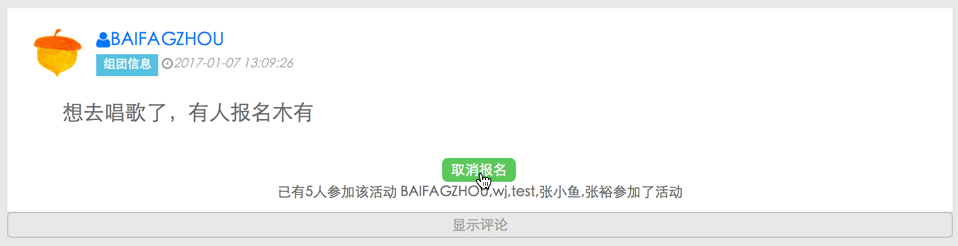 BAIFAGZHOU
组团信息 2017-01-07 13:09:26
想去唱歌了，有人报名木有
取消报名
已有5人参加该活动 BAIFAGZHOU,wj,test,张小鱼,张裕参加了活动
显示评论